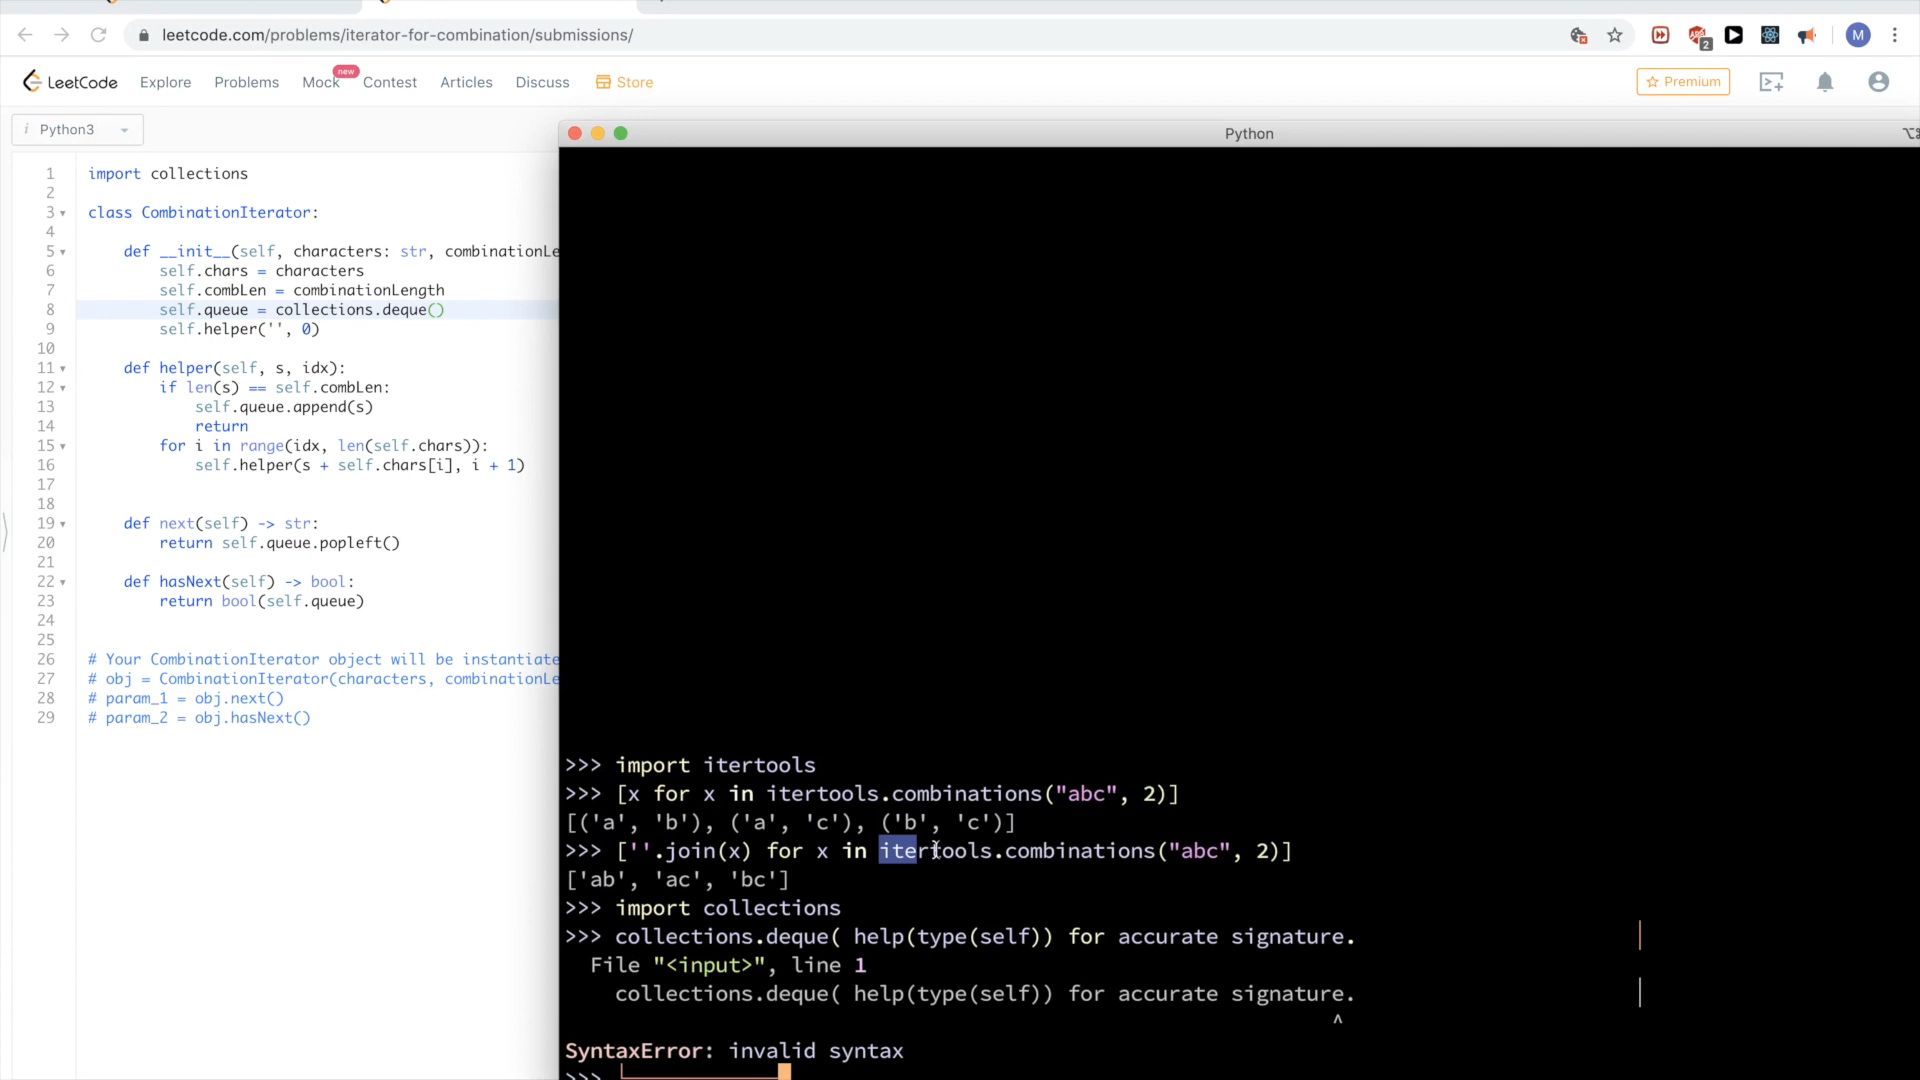 leetcode.com/problems/iterator-for-combination/submissions/
2
M
LeetCode
Explore
Problems
Mock
new
Contest
Articles
Discuss
Store
Premium
i Python3
Python
1 import collections
2
3 class CombinationIterator:
4
5 def __init__(self, characters: str, combinationLe
6 self.chars = characters
7 self.combLen = combinationLength
8 self.queue = collections.deque()
9 self.helper('', 0)
10
11 def helper(self, s, idx):
12 if len(s) == self.combLen:
13 self.queue.append(s)
14 return
15 for i in range(idx, len(self.chars)):
16 self.helper(s + self.chars[i], i + 1)
17
18
19 def next(self) -> str:
20 return self.queue.popleft()
21
22 def hasNext(self) -> bool:
23 return bool(self.queue)
24
25
26 # Your CombinationIterator object will be instantiate
27 # obj = CombinationIterator(characters, combinationLe
28 # param_1 = obj.next()
29 # param_2 = obj.hasNext()
>>> import itertools
>>> [x for x in itertools.combinations("abc", 2)]
[('a', 'b'), ('a', 'c'), ('b', 'c')]
>>> [''.join(x) for x in itertools.combinations("abc", 2)]
['ab', 'ac', 'bc']
>>> import collections
>>> collections.deque( help(type(self)) for accurate signature.
File "<input>", line 1
collections.deque( help(type(self)) for accurate signature.
^
SyntaxError: invalid syntax
>>>